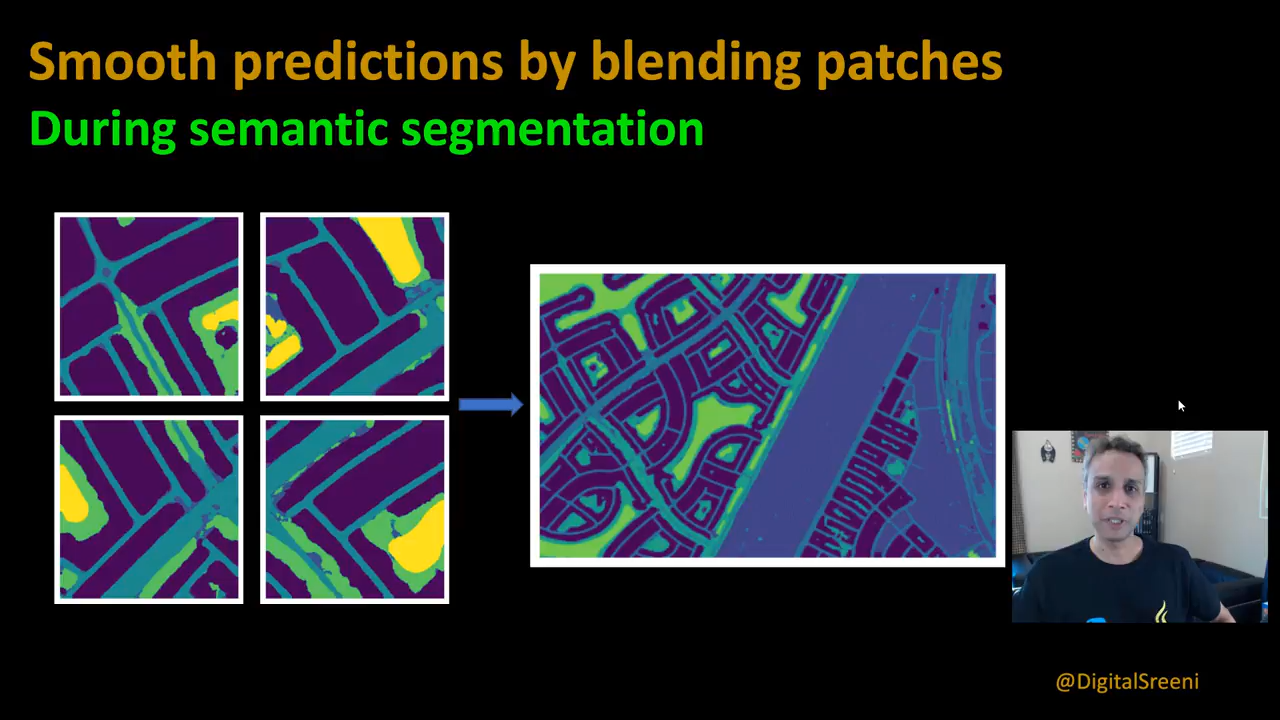 Smooth predictions by blending patches
During semantic segmentation
@DigitalSreeni